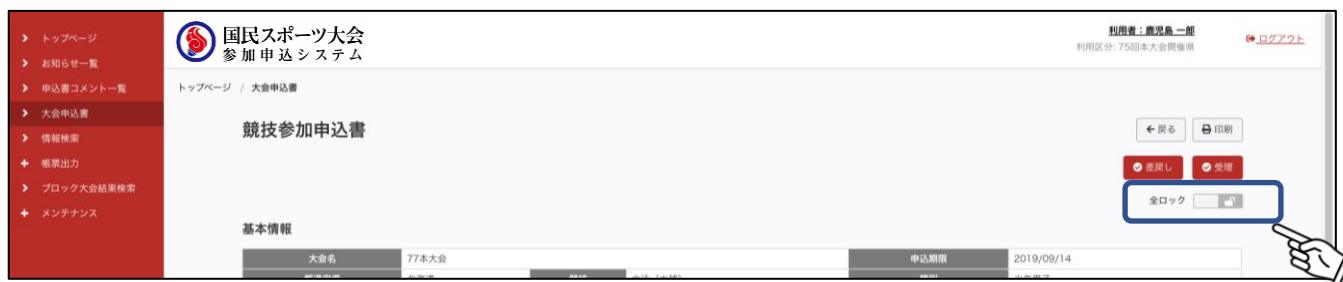 トップページ
お知らせ一覧
申込書コメント一覧
大会申込書
情報検索
帳票出力
ブロック大会結果検索
メンテナンス
国民スポーツ大会
参加申込システム
利用者：鹿児島 一郎
利用区分: 75回本大会開催県
ログアウト
トップページ / 大会申込書
競技参加申込書
戻る 印刷
差戻し 受理
全ロック
基本情報
大会名 77本大会 申込期限 2019/09/14